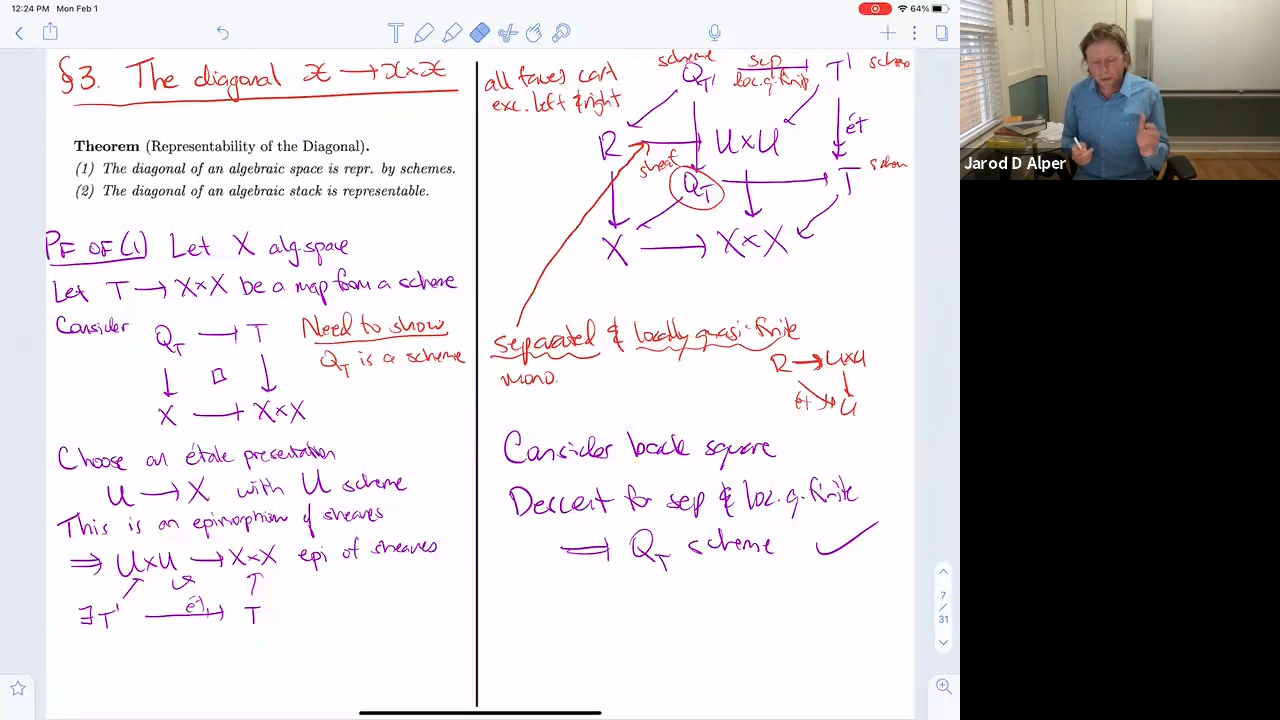 12:24 PM Mon Feb 1
64%
§3. The diagonal 𝒳 → 𝒳×𝒳
Theorem (Representability of the Diagonal).
(1) The diagonal of an algebraic space is repr. by schemes.
(2) The diagonal of an algebraic stack is representable.
PF OF (1) Let X alg. space
Let T → X×X be a map from a scheme
Consider
Q_T → T
↓ □ ↓
X → X×X
Need to show
Q_T is a scheme
Choose an étale presentation
U → X with U scheme
This is an epimorphism of sheaves
⇒ U×U → X×X epi of sheaves
∃T' ét→ T
all faces cart
exc. left & right
scheme
Q_T' sep loc. q. finite → T' scheme
R → U×U
ét
sheaf
Q_T → T schem
X → X×X
separated & locally quasi-finite
mono.
R → U×U
ét ↘ ↓
U
Consider back square
Descent for sep & loc. q. finite
⇒ Q_T scheme ✓
7
/
31
Jarod D Alper